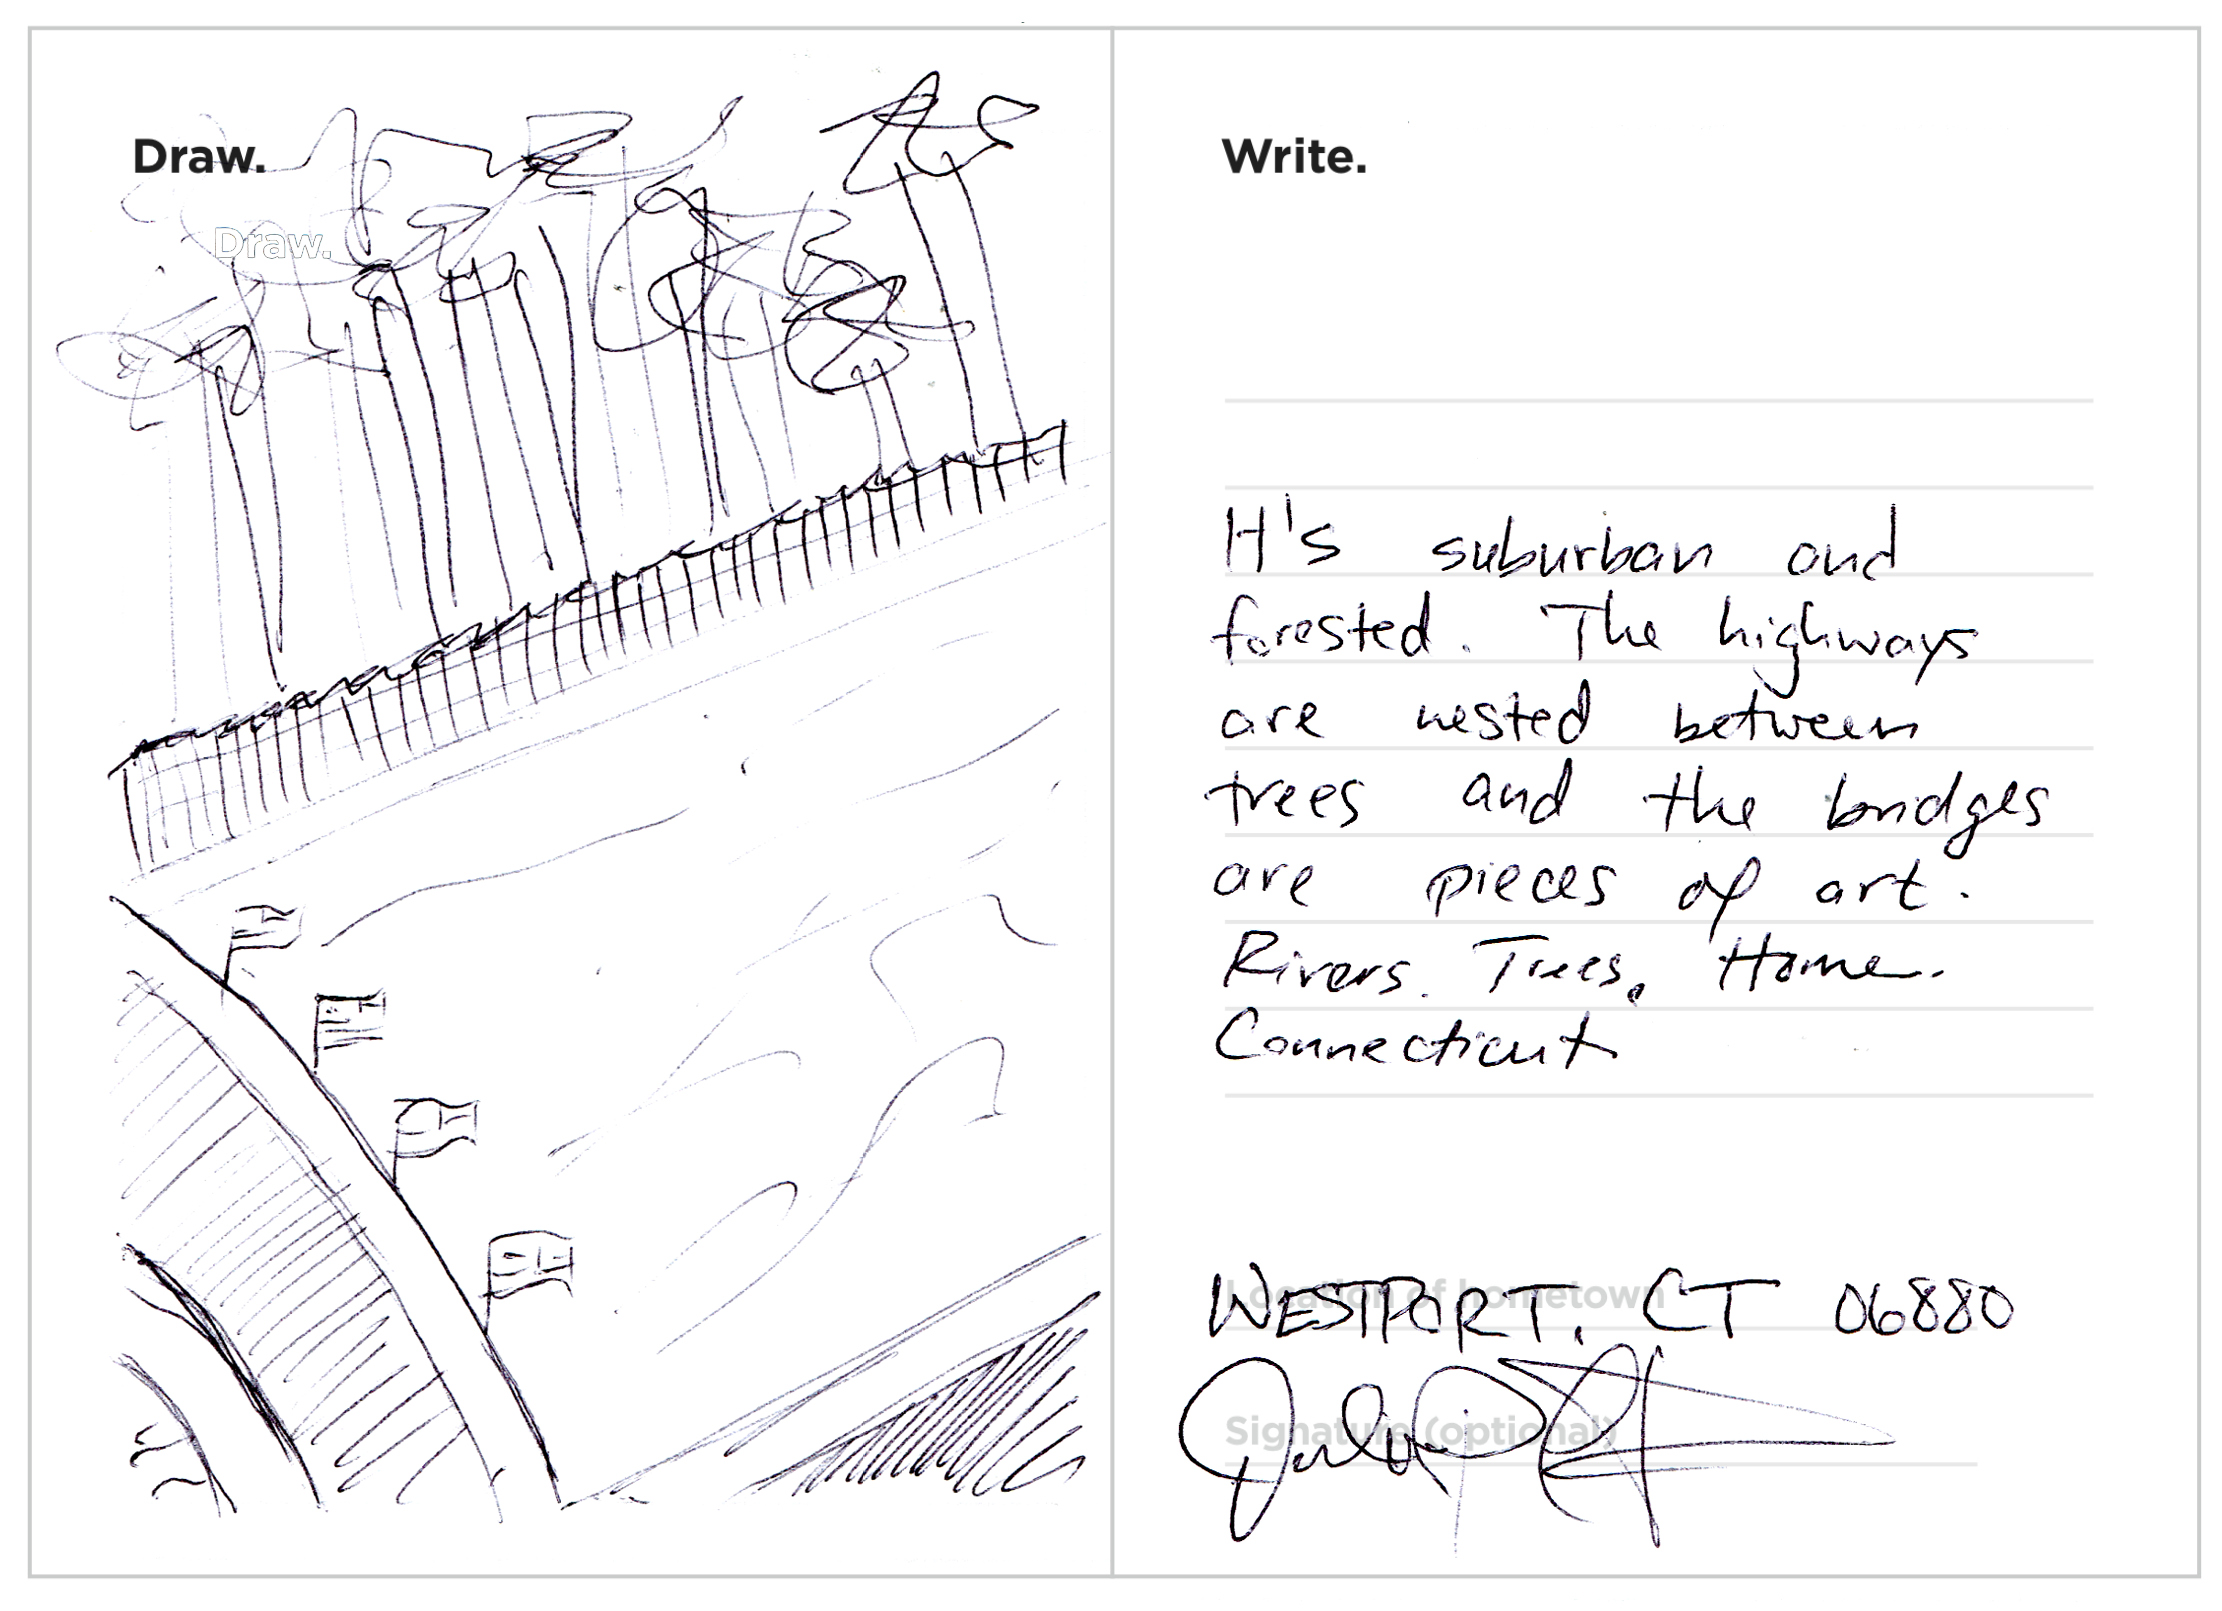 Draw.
Draw.
Write.
It's suburban and
forested. The highways
are nested between
trees and the bridges
are pieces of art.
Rivers. Trees. Home.
Connecticut
Location of hometown
WESTPORT, CT 06880
Signature (optional)